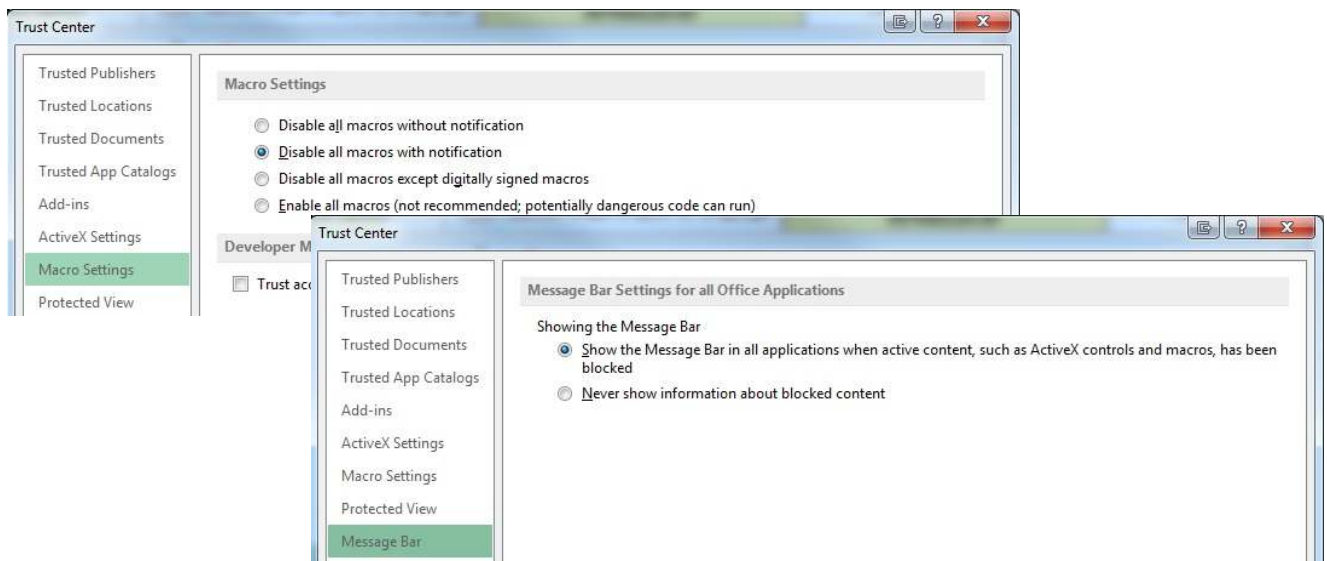 Trust Center
Trusted Publishers
Trusted Locations
Trusted Documents
Trusted App Catalogs
Add-ins
ActiveX Settings
Macro Settings
Protected View
Macro Settings
Disable all macros without notification
Disable all macros with notification
Disable all macros except digitally signed macros
Enable all macros (not recommended; potentially dangerous code can run)
Developer M
Trust acc
Trust Center
Trusted Publishers
Trusted Locations
Trusted Documents
Trusted App Catalogs
Add-ins
ActiveX Settings
Macro Settings
Protected View
Message Bar
Message Bar Settings for all Office Applications
Showing the Message Bar
Show the Message Bar in all applications when active content, such as ActiveX controls and macros, has been
blocked
Never show information about blocked content